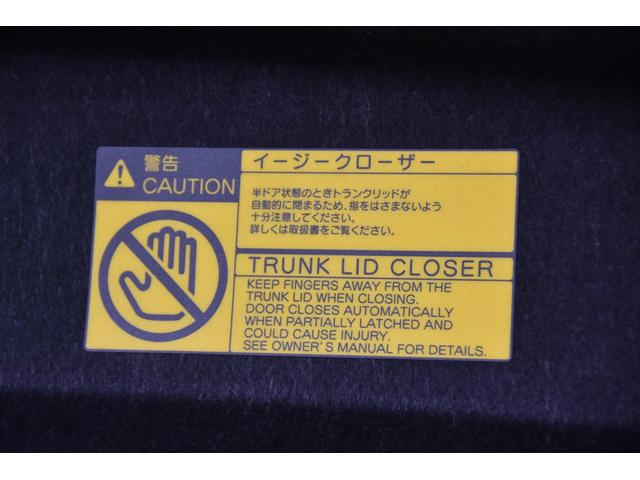 警告
CAUTION
イージークローザー
半ドア状態のときトランクリッドが
自動的に閉まるため、指をはさまないよう
十分注意してください。
詳しくは取扱書をご覧ください。
TRUNK LID CLOSER
KEEP FINGERS AWAY FROM THE
TRUNK LID WHEN CLOSING.
DOOR CLOSES AUTOMATICALLY
WHEN PARTIALLY LATCHED AND
COULD CAUSE INJURY.
SEE OWNER'S MANUAL FOR DETAILS.